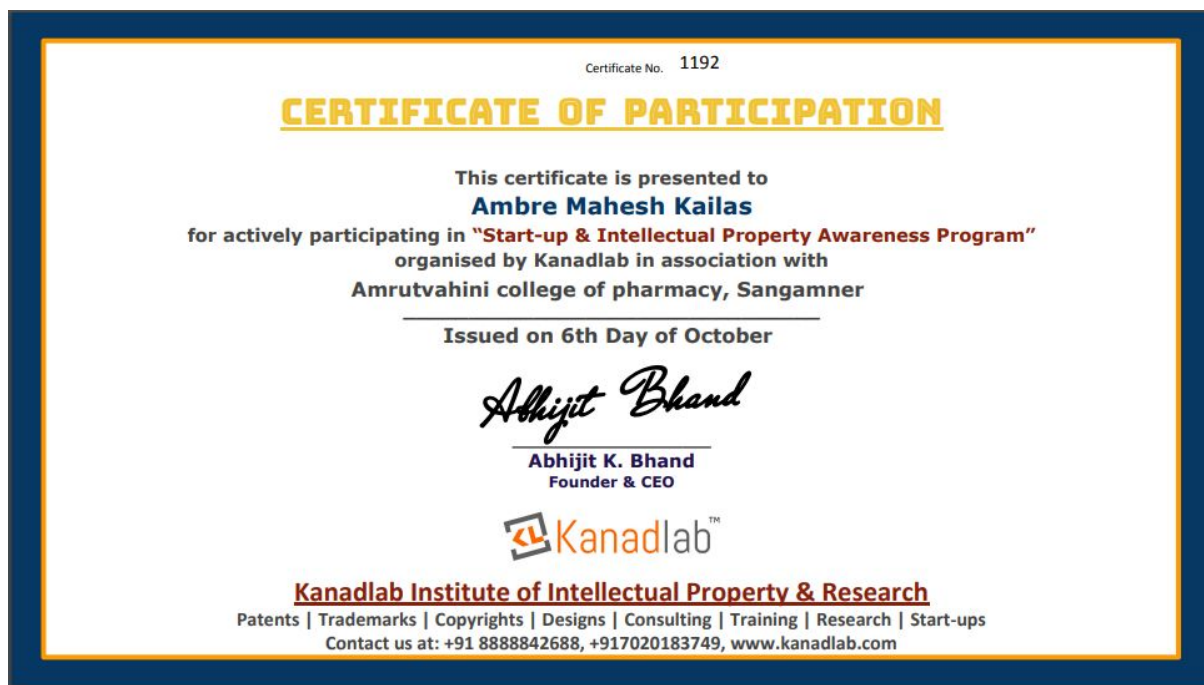 Certificate No. 1192
CERTIFICATE OF PARTICIPATION
This certificate is presented to
Ambre Mahesh Kailas
for actively participating in “Start-up & Intellectual Property Awareness Program”
organised by Kanadlab in association with
Amrutvahini college of pharmacy, Sangamner
Issued on 6th Day of October
Abhijit Bhand
Abhijit K. Bhand
Founder & CEO
KL Kanadlab™
Kanadlab Institute of Intellectual Property & Research
Patents | Trademarks | Copyrights | Designs | Consulting | Training | Research | Start-ups
Contact us at: +91 8888842688, +917020183749, www.kanadlab.com